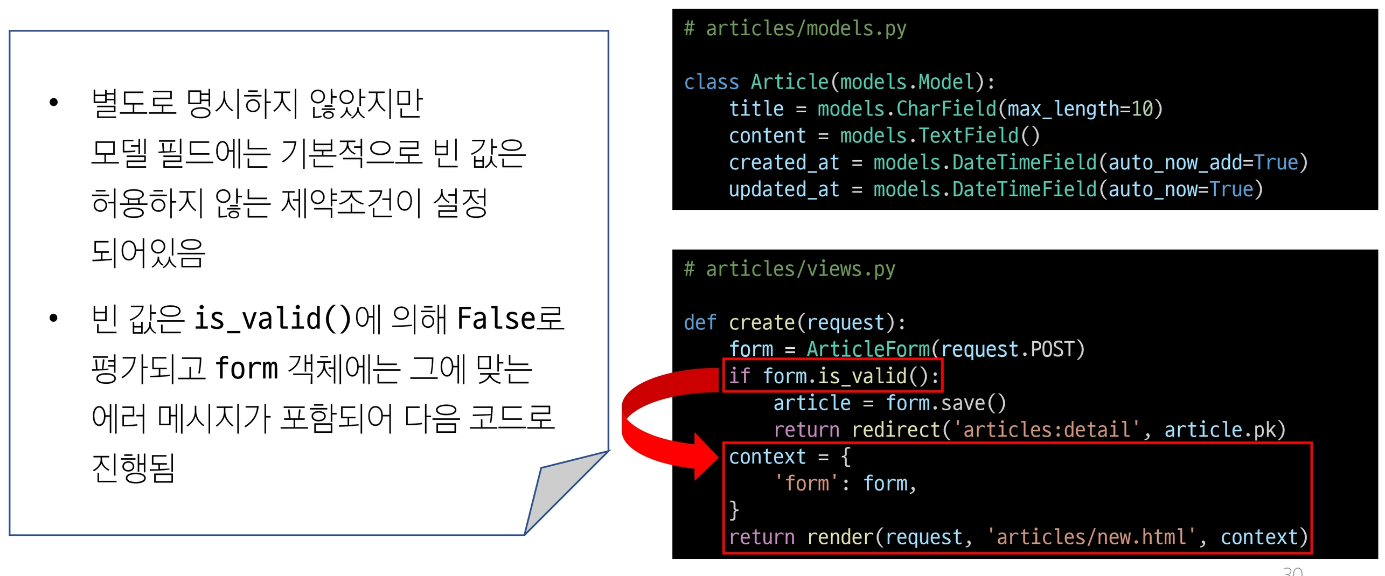 • 별도로 명시하지 않았지만
모델 필드에는 기본적으로 빈 값은
허용하지 않는 제약조건이 설정
되어있음
• 빈 값은 is_valid()에 의해 False로
평가되고 form 객체에는 그에 맞는
에러 메시지가 포함되어 다음 코드로
진행됨
# articles/models.py
class Article(models.Model):
    title = models.CharField(max_length=10)
    content = models.TextField()
    created_at = models.DateTimeField(auto_now_add=True)
    updated_at = models.DateTimeField(auto_now=True)
# articles/views.py
def create(request):
    form = ArticleForm(request.POST)
    if form.is_valid():
        article = form.save()
        return redirect('articles:detail', article.pk)
    context = {
        'form': form,
    }
    return render(request, 'articles/new.html', context)
30